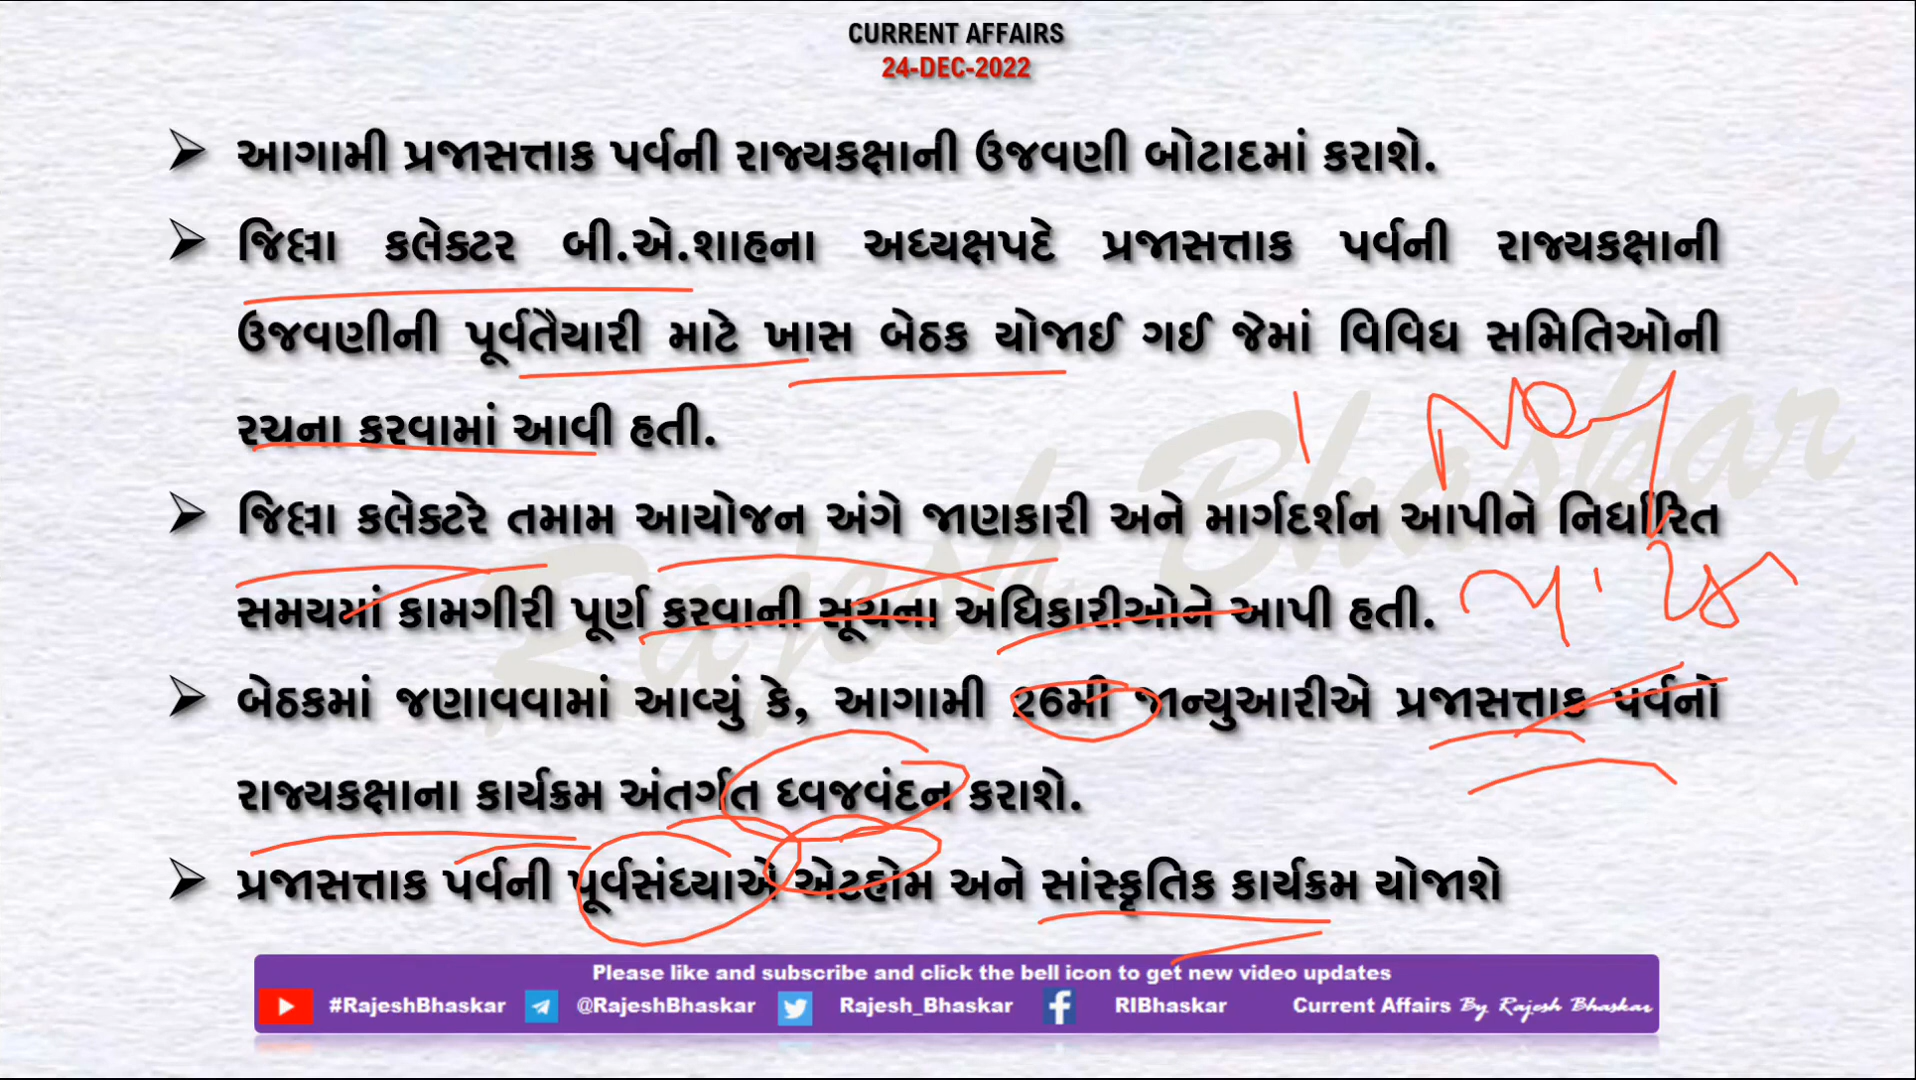 CURRENT AFFAIRS
24-DEC-2022
આગામી પ્રજાસત્તાક પર્વની રાજ્યકક્ષાની ઉજવણી બોટાદમાં કરાશે.
જિલ્લા કલેક્ટર બી.એ.શાહના અધ્યક્ષપદે પ્રજાસત્તાક પર્વની રાજ્યકક્ષાની
ઉજવણીની પૂર્વતૈયારી માટે ખાસ બેઠક યોજાઈ ગઈ જેમાં વિવિધ સમિતિઓની
રચના કરવામાં આવી હતી.
જિલ્લા કલેક્ટરે તમામ આયોજન અંગે જાણકારી અને માર્ગદર્શન આપીને નિર્ધારિત
સમયમાં કામગીરી પૂર્ણ કરવાની સૂચના અધિકારીઓને આપી હતી.
બેઠકમાં જણાવવામાં આવ્યું કે, આગામી 26મી જાન્યુઆરીએ પ્રજાસત્તાક પર્વનો
રાજ્યકક્ષાના કાર્યક્રમ અંતર્ગત ધ્વજવંદન કરાશે.
પ્રજાસત્તાક પર્વની પૂર્વસંધ્યાએ એટહોમ અને સાંસ્કૃતિક કાર્યક્રમ યોજાશે
Rajesh Bhaskar
Please like and subscribe and click the bell icon to get new video updates
#RajeshBhaskar @RajeshBhaskar Rajesh_Bhaskar RIBhaskar Current Affairs By Rajesh Bhaskar